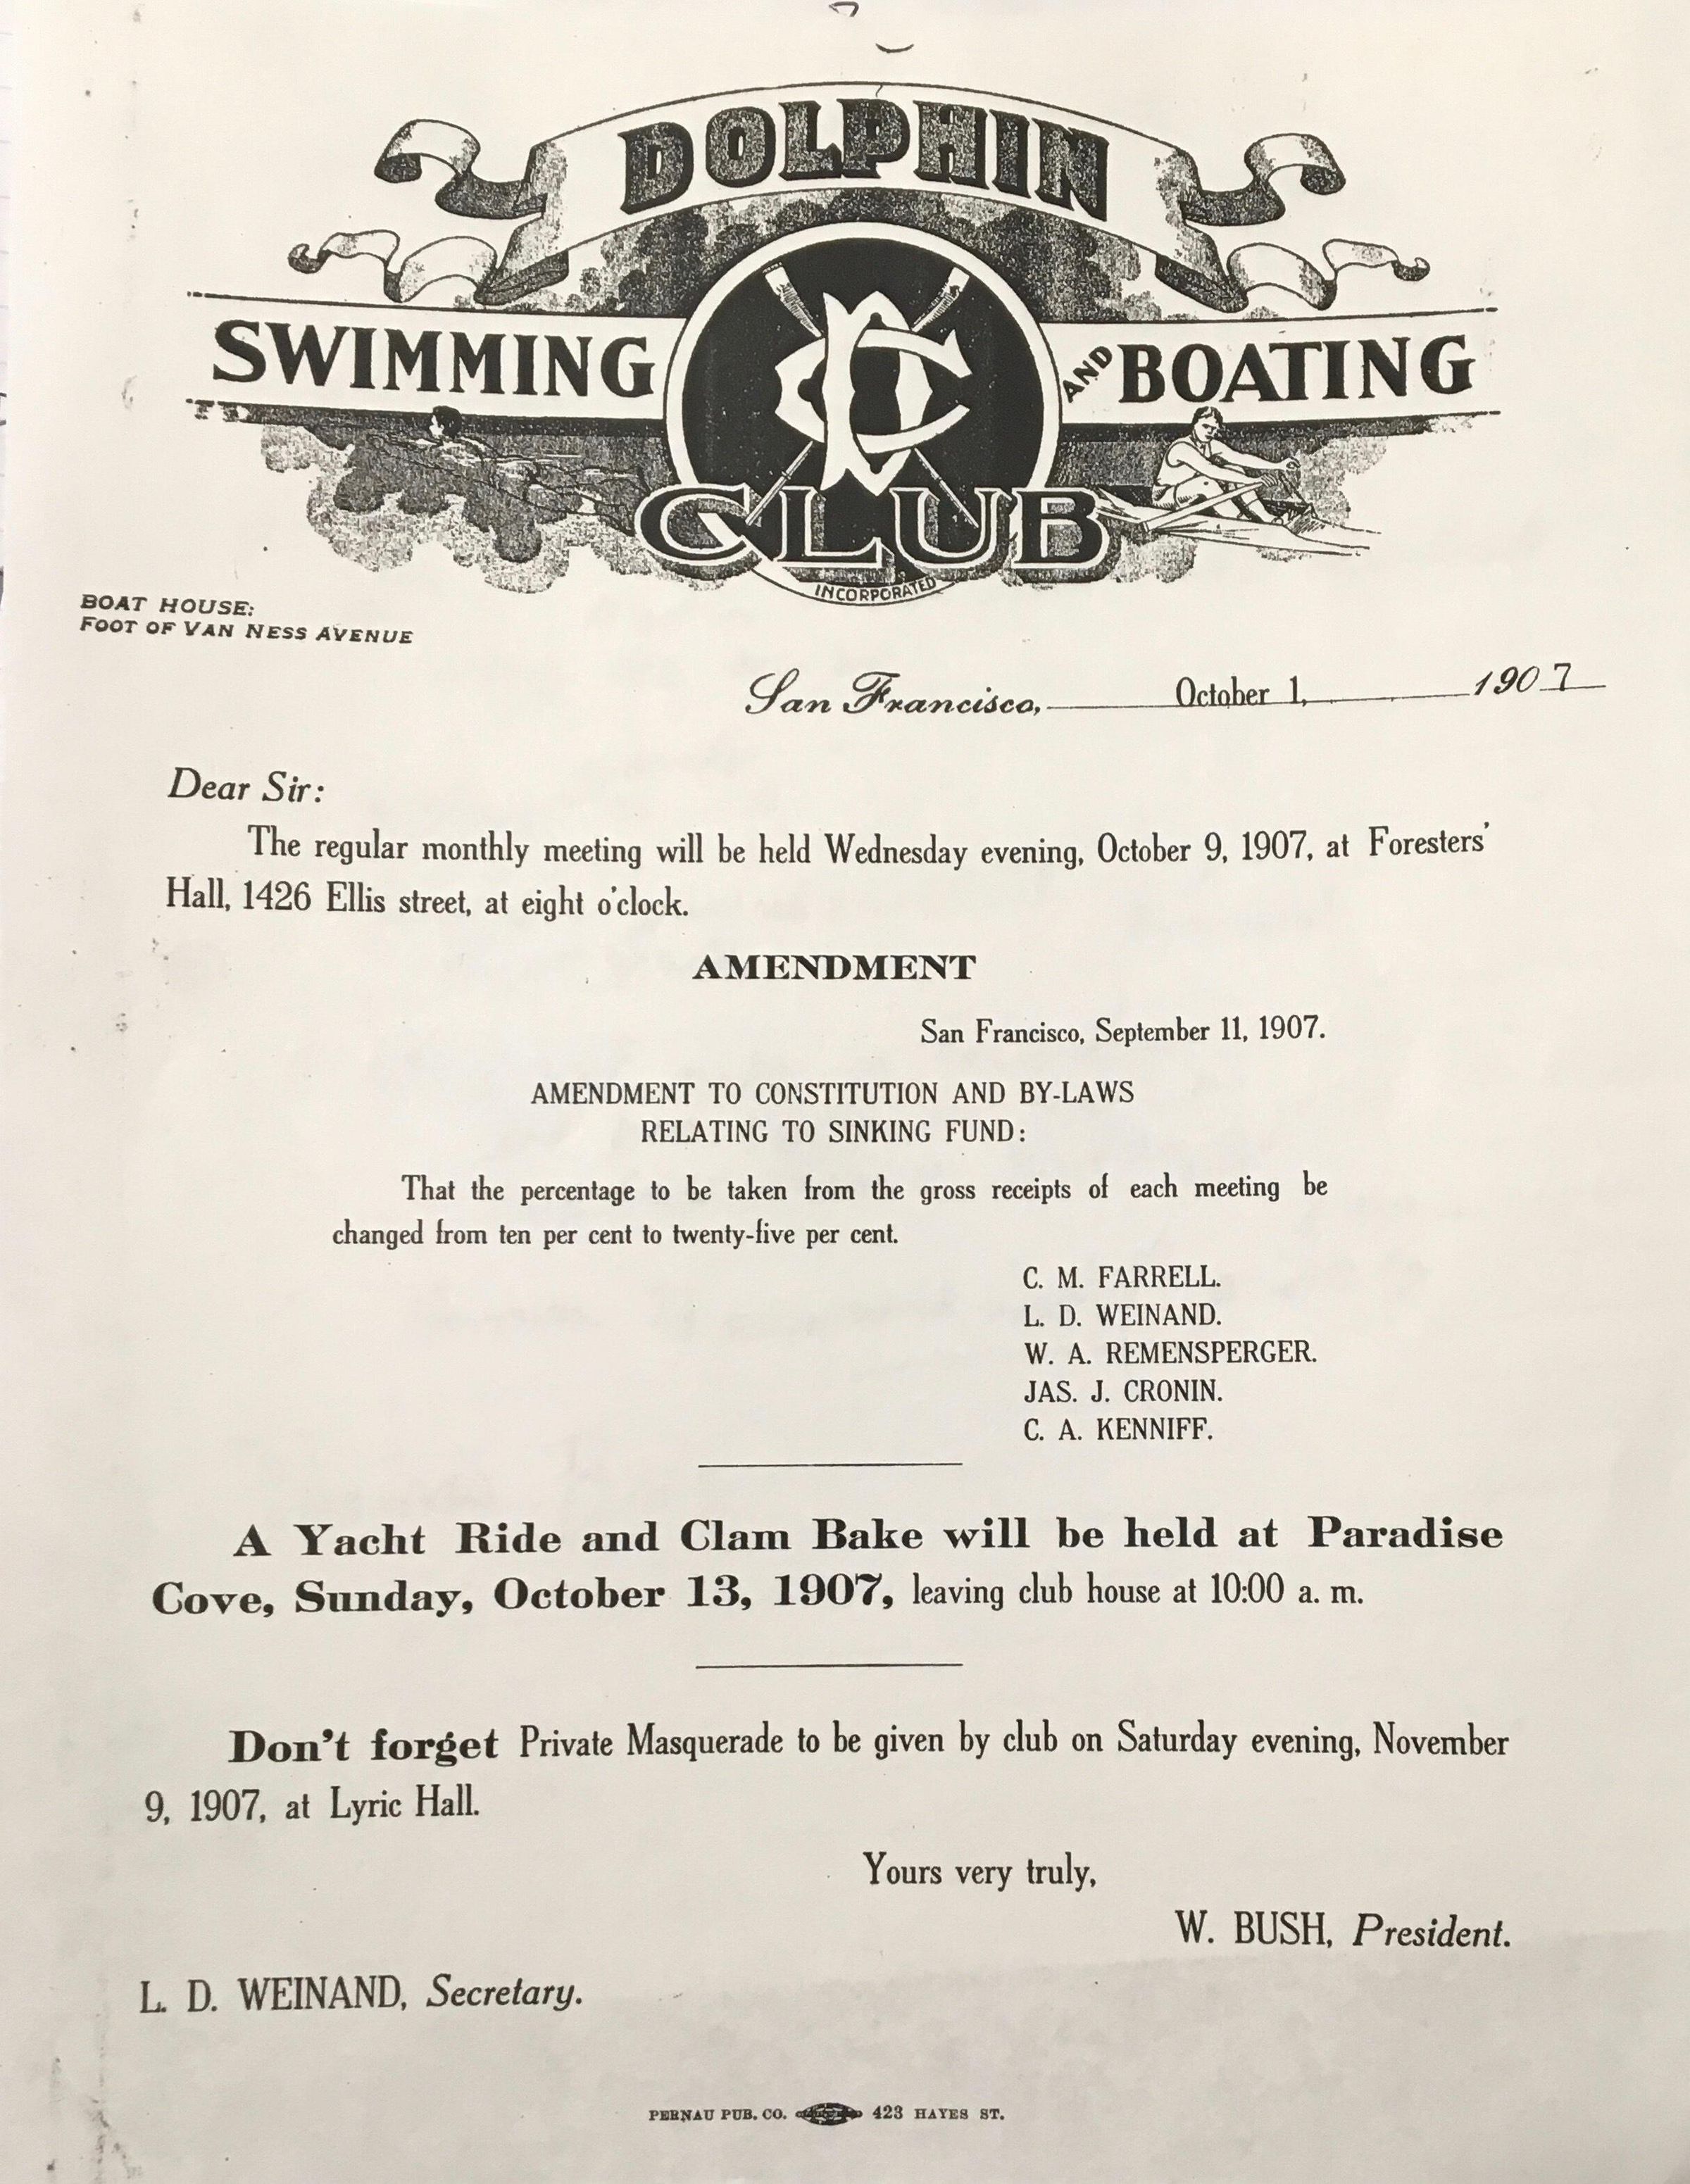 DOLPHIN
SWIMMING AND BOATING
DC
CLUB
INCORPORATED
BOAT HOUSE:
FOOT OF VAN NESS AVENUE
San Francisco, October 1, 1907
Dear Sir:
The regular monthly meeting will be held Wednesday evening, October 9, 1907, at Foresters'
Hall, 1426 Ellis street, at eight o'clock.
AMENDMENT
San Francisco, September 11, 1907.
AMENDMENT TO CONSTITUTION AND BY-LAWS
RELATING TO SINKING FUND:
That the percentage to be taken from the gross receipts of each meeting be
changed from ten per cent to twenty-five per cent.
C. M. FARRELL.
L. D. WEINAND.
W. A. REMENSPERGER.
JAS. J. CRONIN.
C. A. KENNIFF.
A Yacht Ride and Clam Bake will be held at Paradise
Cove, Sunday, October 13, 1907, leaving club house at 10:00 a. m.
Don't forget Private Masquerade to be given by club on Saturday evening, November
9, 1907, at Lyric Hall.
Yours very truly,
W. BUSH, President.
L. D. WEINAND, Secretary.
PERNAU PUB. CO. 423 HAYES ST.